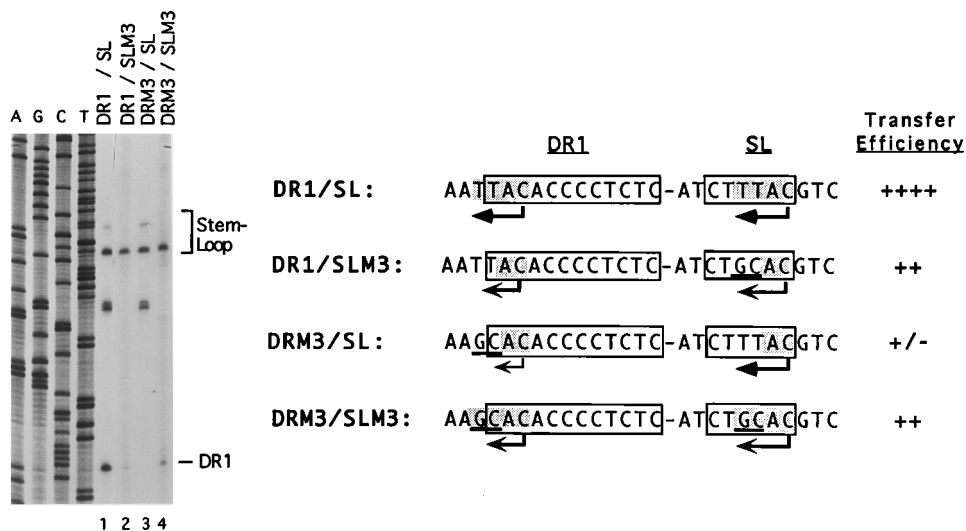 A G C T
DR1 / SL
DR1 / SLM3
DRM3 / SL
DRM3 / SLM3
Stem-
Loop
DR1
1 2 3 4
DR1 SL Transfer
Efficiency
DR1/SL: AATTACACCCCTCTC-ATCTTTACGTC ++++
DR1/SLM3: AATTACACCCCTCTC-ATCTGCACGTC ++
DRM3/SL: AAGCACACCCCTCTC-ATCTTTACGTC +/-
DRM3/SLM3: AAGCACACCCCTCTC-ATCTGCACGTC ++